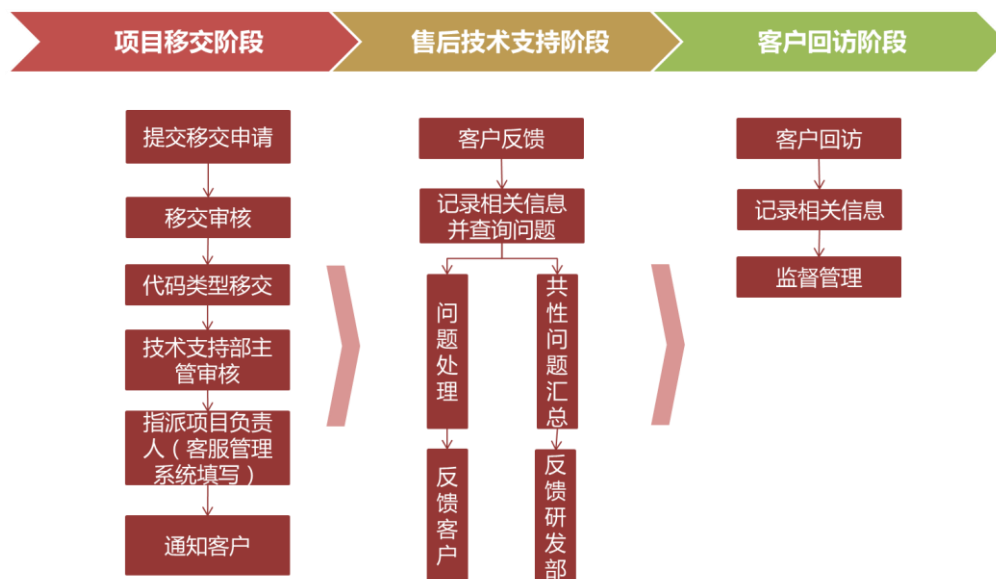 项目移交阶段
售后技术支持阶段
客户回访阶段
提交移交申请
移交审核
代码类型移交
技术支持部主
管审核
指派项目负责
人（客服管理
系统填写）
通知客户
客户反馈
记录相关信息
并查询问题
问题处理
共性问题汇总
反馈客户
反馈研发部
客户回访
记录相关信息
监督管理